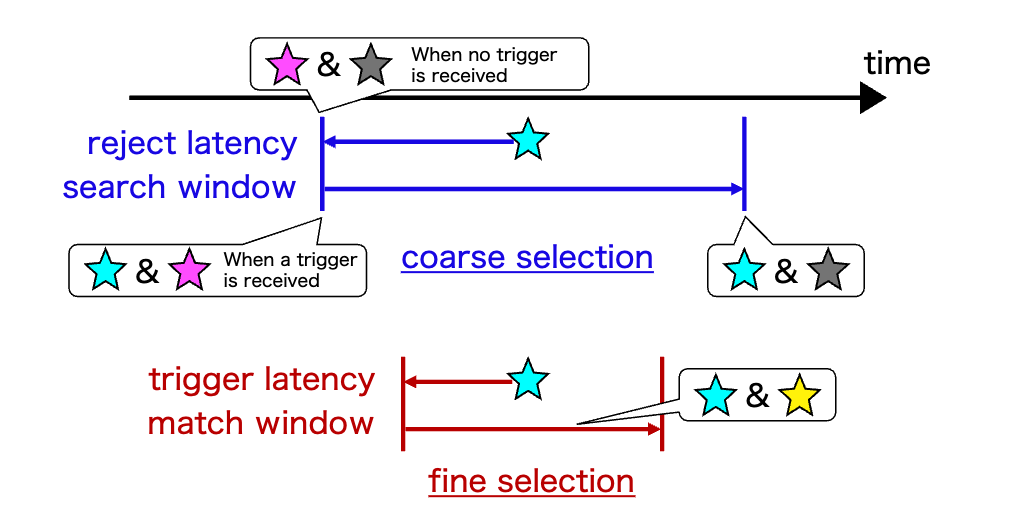 & When no trigger
is received
time
reject latency
search window
& When a trigger
is received
coarse selection
&
trigger latency
match window
&
fine selection